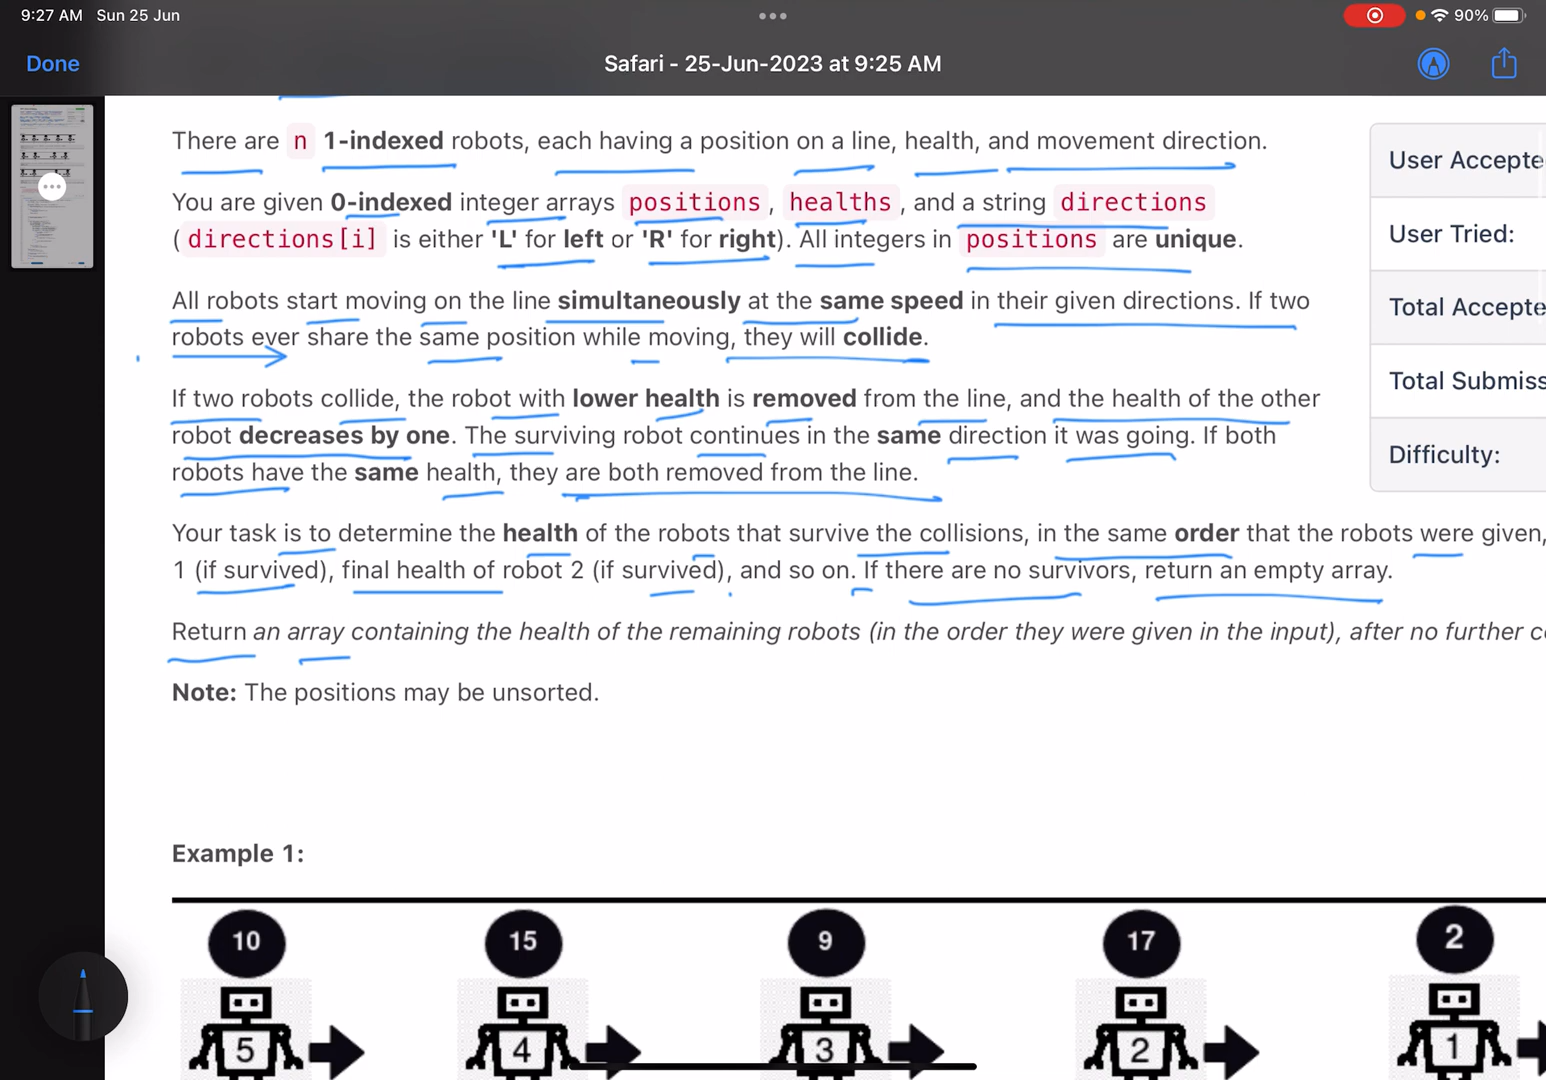 9:27 AM Sun 25 Jun
90%
Done
Safari - 25-Jun-2023 at 9:25 AM
There are n 1-indexed robots, each having a position on a line, health, and movement direction.
You are given 0-indexed integer arrays positions, healths, and a string directions
(directions[i] is either 'L' for left or 'R' for right). All integers in positions are unique.
All robots start moving on the line simultaneously at the same speed in their given directions. If two
robots ever share the same position while moving, they will collide.
If two robots collide, the robot with lower health is removed from the line, and the health of the other
robot decreases by one. The surviving robot continues in the same direction it was going. If both
robots have the same health, they are both removed from the line.
Your task is to determine the health of the robots that survive the collisions, in the same order that the robots were given,
1 (if survived), final health of robot 2 (if survived), and so on. If there are no survivors, return an empty array.
Return an array containing the health of the remaining robots (in the order they were given in the input), after no further
Note: The positions may be unsorted.
User Accepte
User Tried:
Total Accepte
Total Submiss
Difficulty:
Example 1:
10 15 9 17 2
5 4 3 2 1